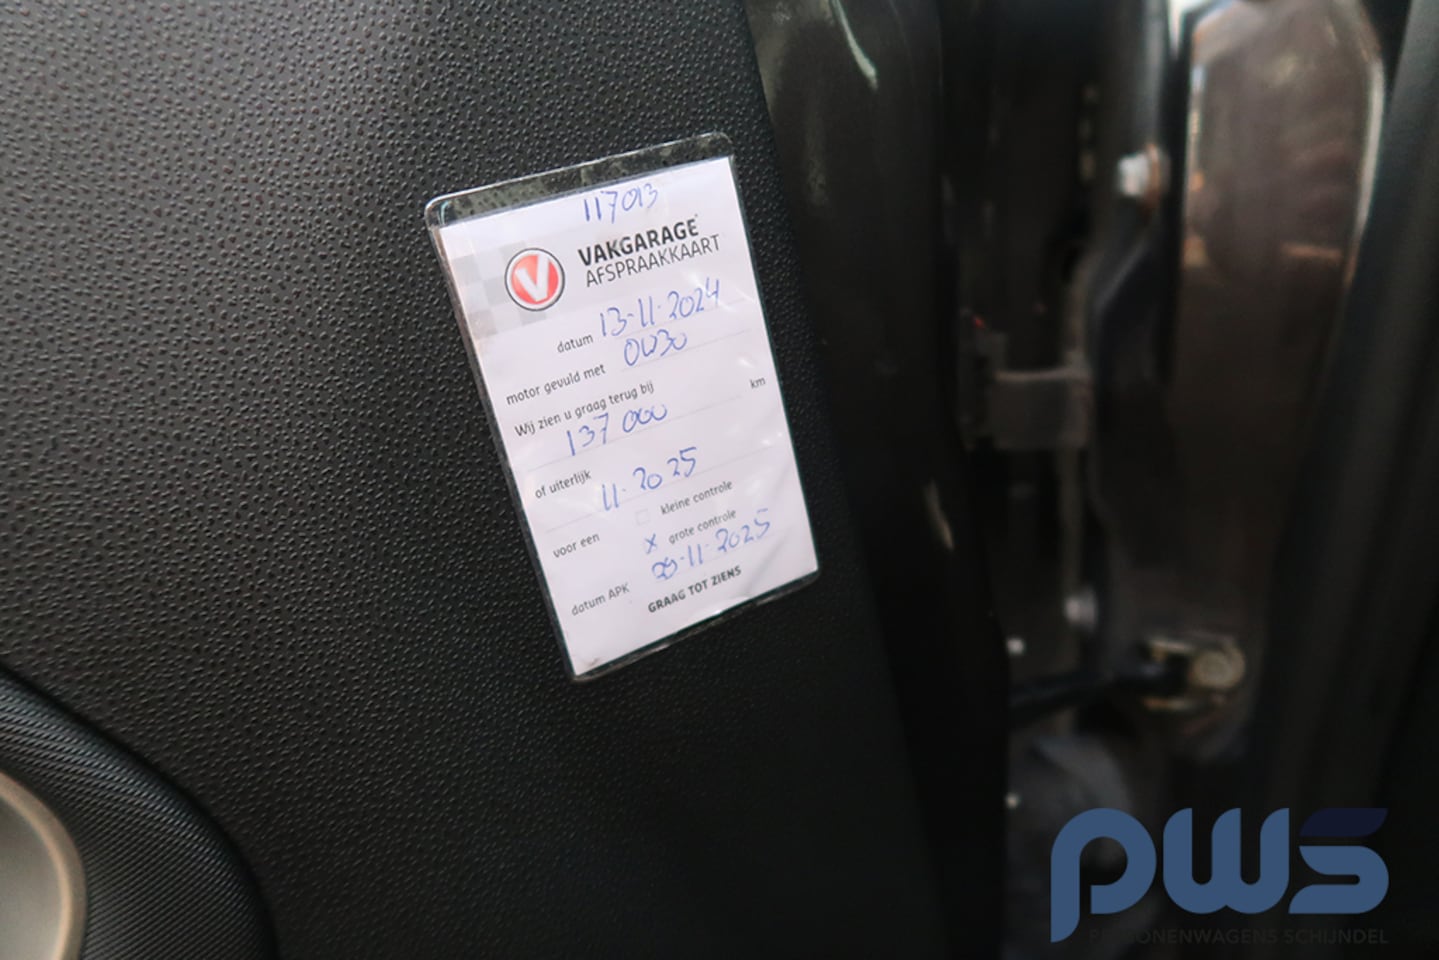 117013
V
VAKGARAGE
AFSPRAAKKAART
datum 13-11-2024
motor gevuld met 0W30
Wij zien u graag terug bij
137 000 km
of uiterlijk
11-2025
kleine controle
voor een
x grote controle
datum APK 29-11-2025
GRAAG TOT ZIENS
pws
PERSONENWAGENS SCHIJNDEL